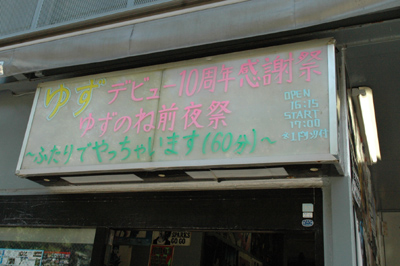 ゆず デビュー10周年感謝祭
ゆずのね前夜祭
~ふたりでやっちゃいます(60分)~
OPEN
16:15
START
17:00